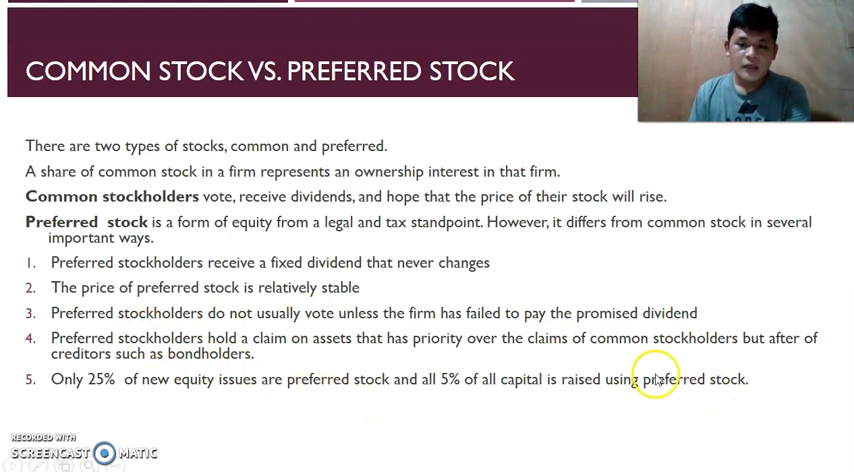 COMMON STOCK VS. PREFERRED STOCK
There are two types of stocks, common and preferred.
A share of common stock in a firm represents an ownership interest in that firm.
Common stockholders vote, receive dividends, and hope that the price of their stock will rise.
Preferred stock is a form of equity from a legal and tax standpoint. However, it differs from common stock in several
important ways.
1. Preferred stockholders receive a fixed dividend that never changes
2. The price of preferred stock is relatively stable
3. Preferred stockholders do not usually vote unless the firm has failed to pay the promised dividend
4. Preferred stockholders hold a claim on assets that has priority over the claims of common stockholders but after of
creditors such as bondholders.
5. Only 25% of new equity issues are preferred stock and all 5% of all capital is raised using preferred stock.
RECORDED WITH
SCREENCAST MATIC